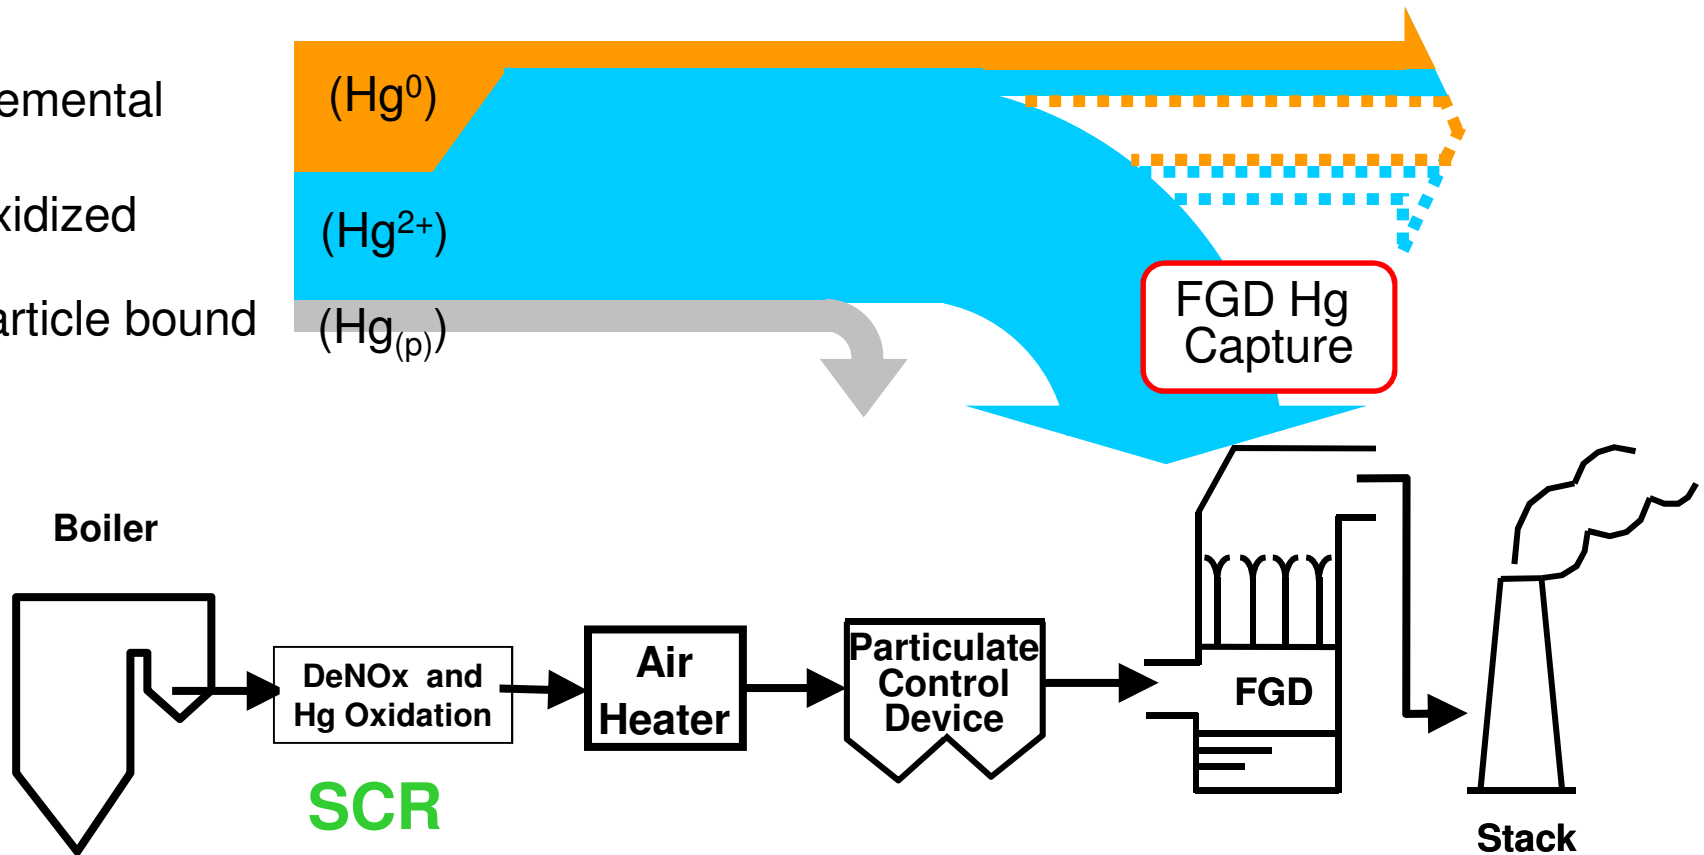 emental
(Hg⁰)
xidized
(Hg²⁺)
article bound
(Hg₍p₎)
FGD Hg
Capture
Boiler
DeNOx and
Hg Oxidation
SCR
Air
Heater
Particulate
Control
Device
FGD
Stack